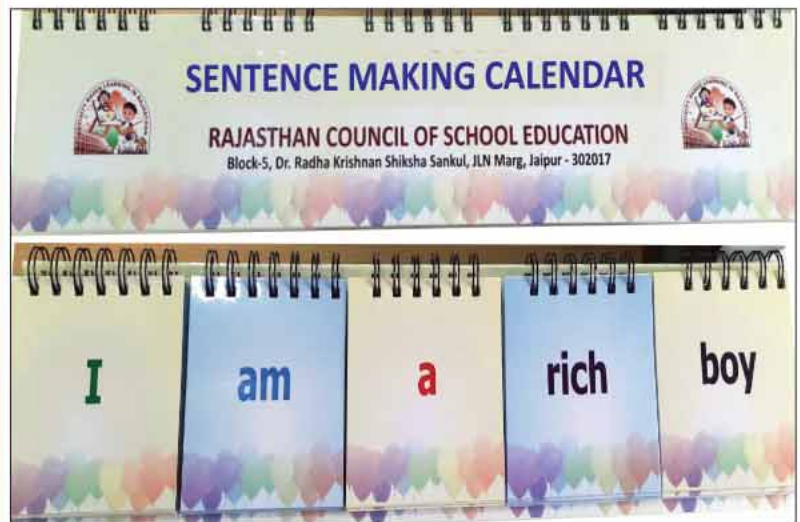 SENTENCE MAKING CALENDAR
RAJASTHAN COUNCIL OF SCHOOL EDUCATION
Block-5, Dr. Radha Krishnan Shiksha Sankul, JLN Marg, Jaipur - 302017
I am a rich boy